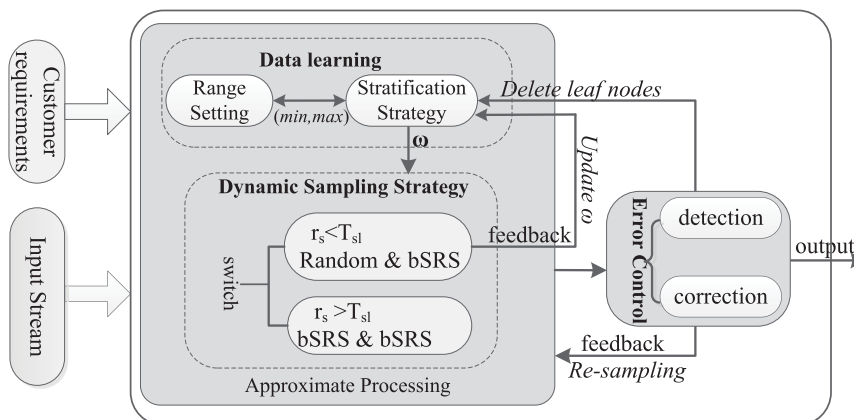 Customer
requirements
Input Stream
Data learning
Range
Setting
(min,max)
Stratification
Strategy
ω
Delete leaf nodes
Update ω
Dynamic Sampling Strategy
switch
rs<Tsl
Random & bSRS
feedback
rs >Tsl
bSRS & bSRS
Approximate Processing
Error Control
detection
correction
output
feedback
Re-sampling